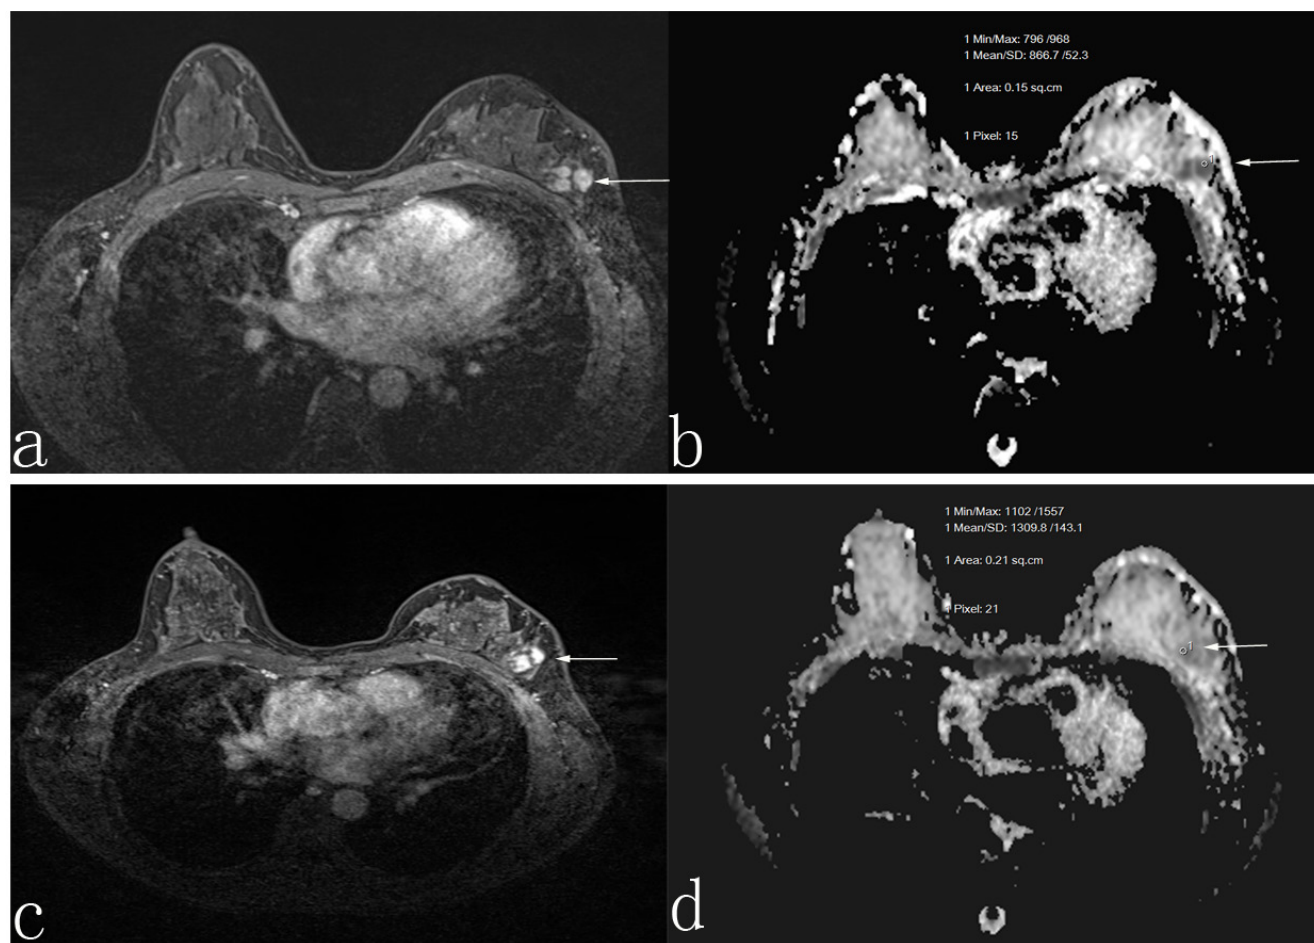 a
1 Min/Max: 796 /968
1 Mean/SD: 866.7 /52.3
1 Area: 0.15 sq.cm
1 Pixel: 15
1
b
c
1 Min/Max: 1102 /1557
1 Mean/SD: 1309.8 /143.1
1 Area: 0.21 sq.cm
1 Pixel: 21
1
d